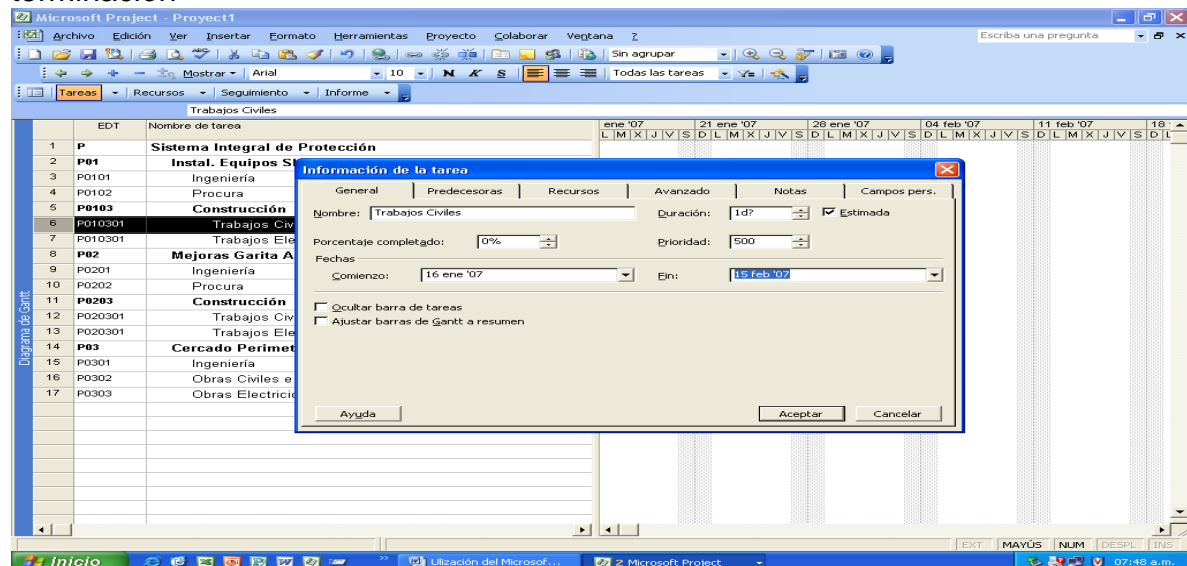 terminación
Microsoft Project - Proyect1
Archivo Edición Ver Insertar Formato Herramientas Proyecto Colaborar Ventana ?
Escriba una pregunta
Sin agrupar
Mostrar Arial 10 N K S Todas las tareas
Tareas Recursos Seguimiento Informe
Trabajos Civiles
EDT Nombre de tarea
ene '07 21 ene '07 28 ene '07 04 feb '07 11 feb '07 18
L M X J V S D L M X J V S D L M X J V S D L M X J V S D L M X J V S D L
1 P Sistema Integral de Protección
2 P01 Instal. Equipos
3 P0101 Ingeniería
4 P0102 Procura
5 P0103 Construcción
6 P010301 Trabajos Civ
7 P010301 Trabajos Ele
8 P02 Mejoras Garita A
9 P0201 Ingeniería
10 P0202 Procura
11 P0203 Construcción
12 P020301 Trabajos Civ
13 P020301 Trabajos Ele
14 P03 Cercado Perimet
15 P0301 Ingeniería
16 P0302 Obras Civiles e
17 P0303 Obras Electrici
Diagrama de Gantt
Información de la tarea
General Predecesoras Recursos Avanzado Notas Campos pers.
Nombre: Trabajos Civiles Duración: 1d? Estimada
Porcentaje completado: 0% Prioridad: 500
Fechas
Comienzo: 16 ene '07 Fin: 15 feb '07
Ocultar barra de tareas
Ajustar barras de Gantt a resumen
Ayuda Aceptar Cancelar
EXT MAYÚS NUM DESPL INS
Inicio Ulización del Microsof... 2 Microsoft Project 07:48 a.m.